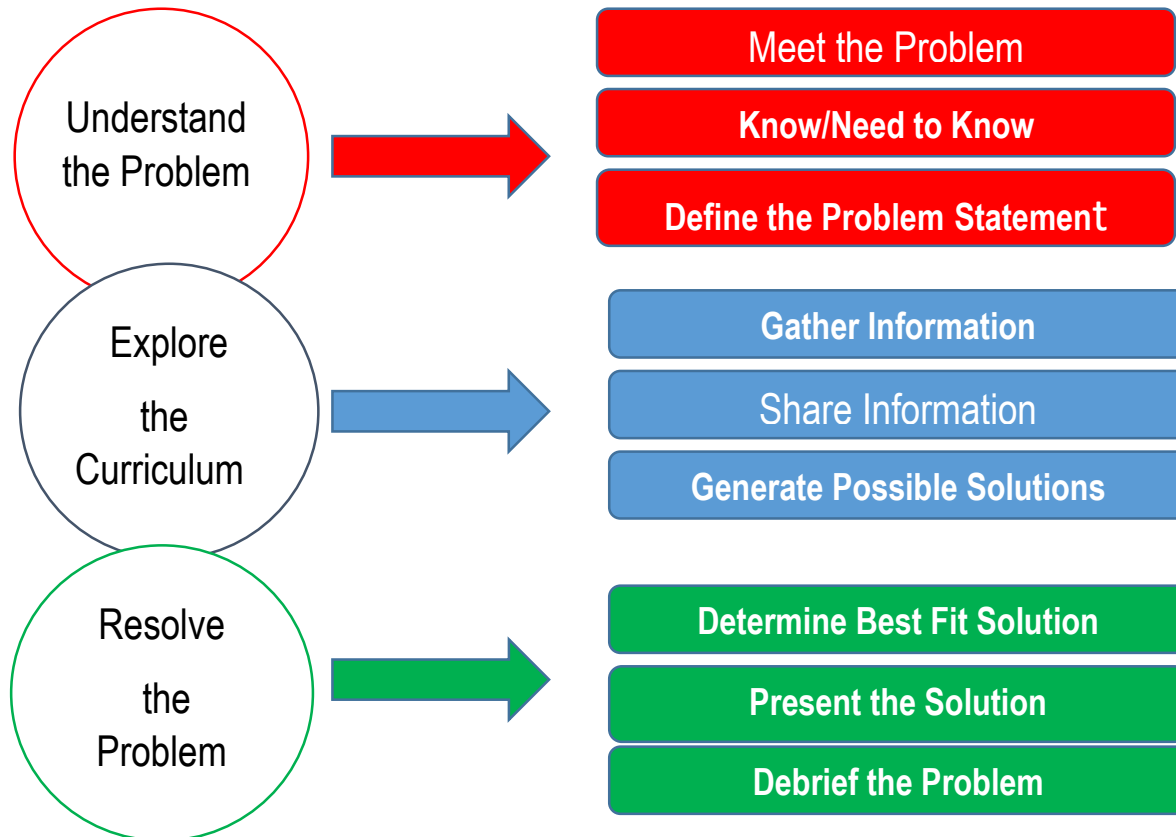 Understand
the Problem
Meet the Problem
Know/Need to Know
Define the Problem Statement
Explore
the
Curriculum
Gather Information
Share Information
Generate Possible Solutions
Resolve
the
Problem
Determine Best Fit Solution
Present the Solution
Debrief the Problem